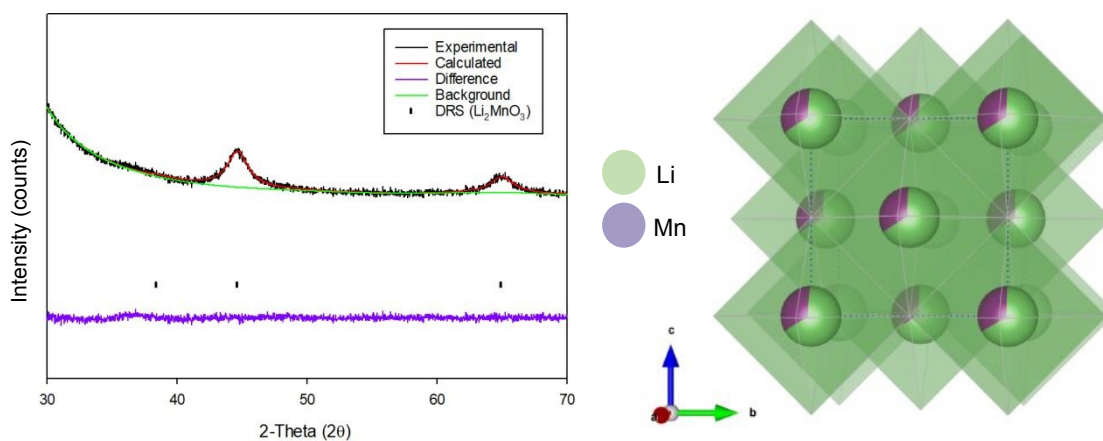 Experimental
Calculated
Difference
Background
DRS (Li₂MnO₃)
Intensity (counts)
30 40 50 60 70
2-Theta (2θ)
Li
Mn
c
a
b